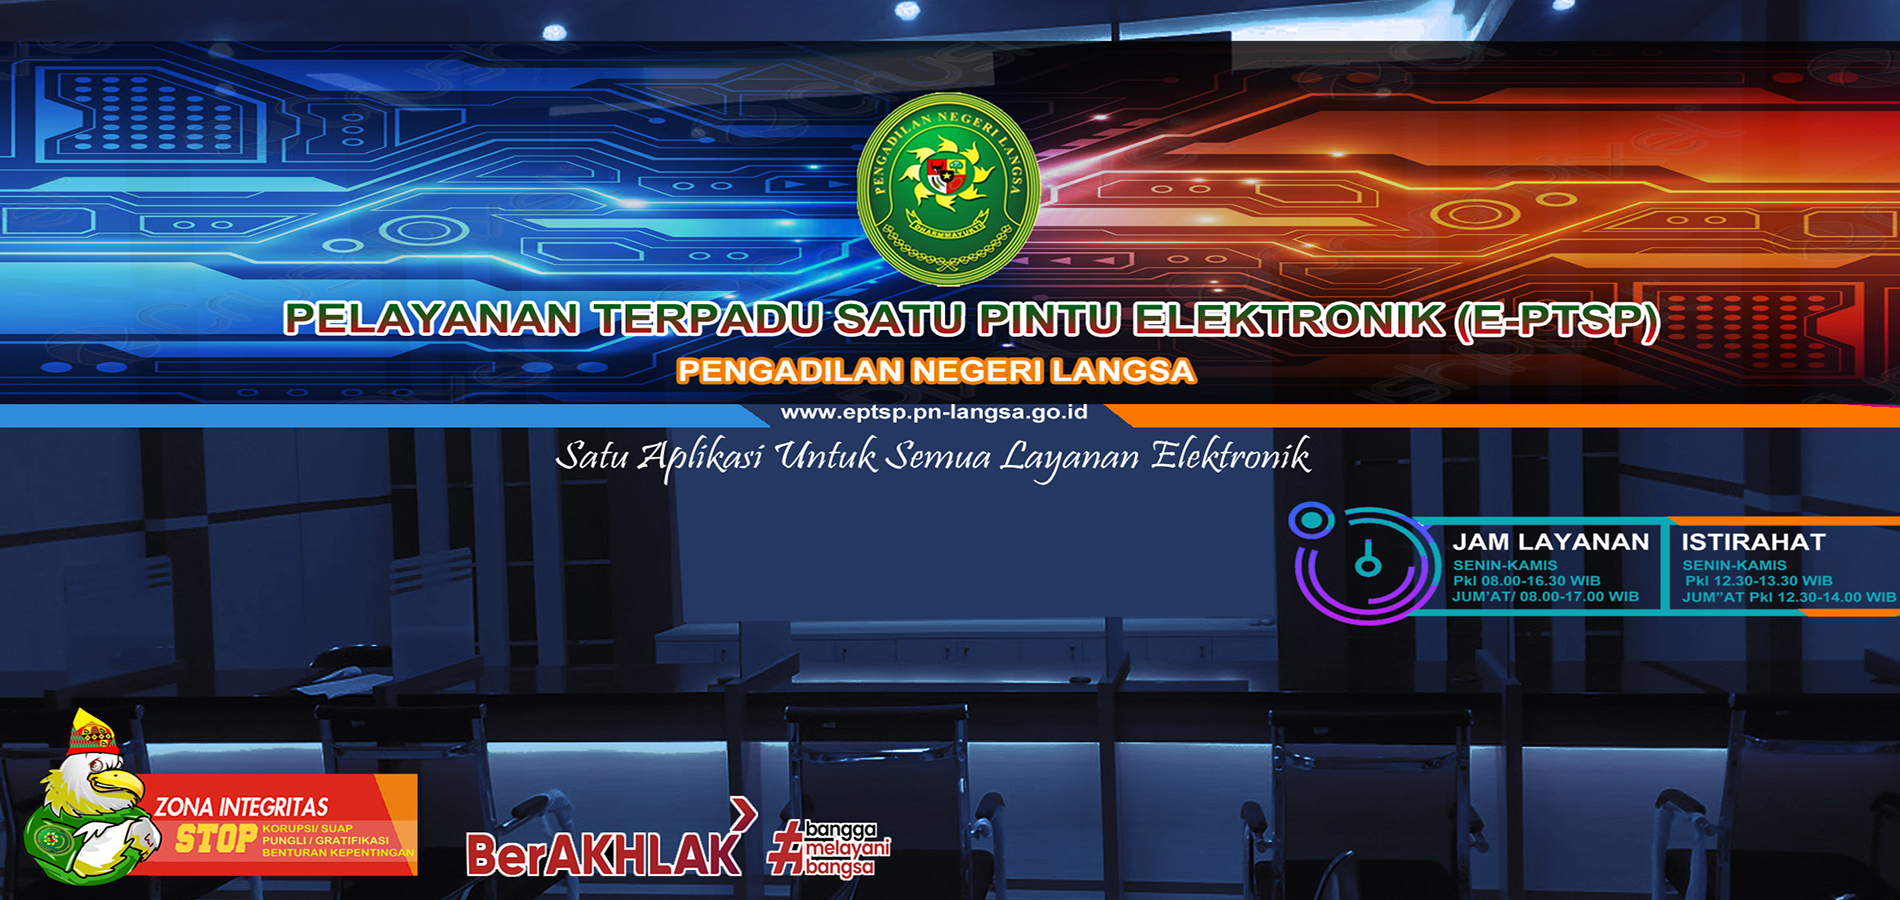 PENGADILAN NEGERI LANGSA
DHARMMAYUKTI
PELAYANAN TERPADU SATU PINTU ELEKTRONIK (E-PTSP)
PENGADILAN NEGERI LANGSA
www.eptsp.pn-langsa.go.id
Satu Aplikasi Untuk Semua Layanan Elektronik
JAM LAYANAN
SENIN-KAMIS
Pkl 08.00-16.30 WIB
JUM'AT/ 08.00-17.00 WIB
ISTIRAHAT
SENIN-KAMIS
Pkl 12.30-13.30 WIB
JUM"AT Pkl 12.30-14.00 WIB
ZONA INTEGRITAS
STOP
KORUPSI/ SUAP
PUNGLI / GRATIFIKASI
BENTURAN KEPENTINGAN
BerAKHLAK
#bangga
melayani
bangsa